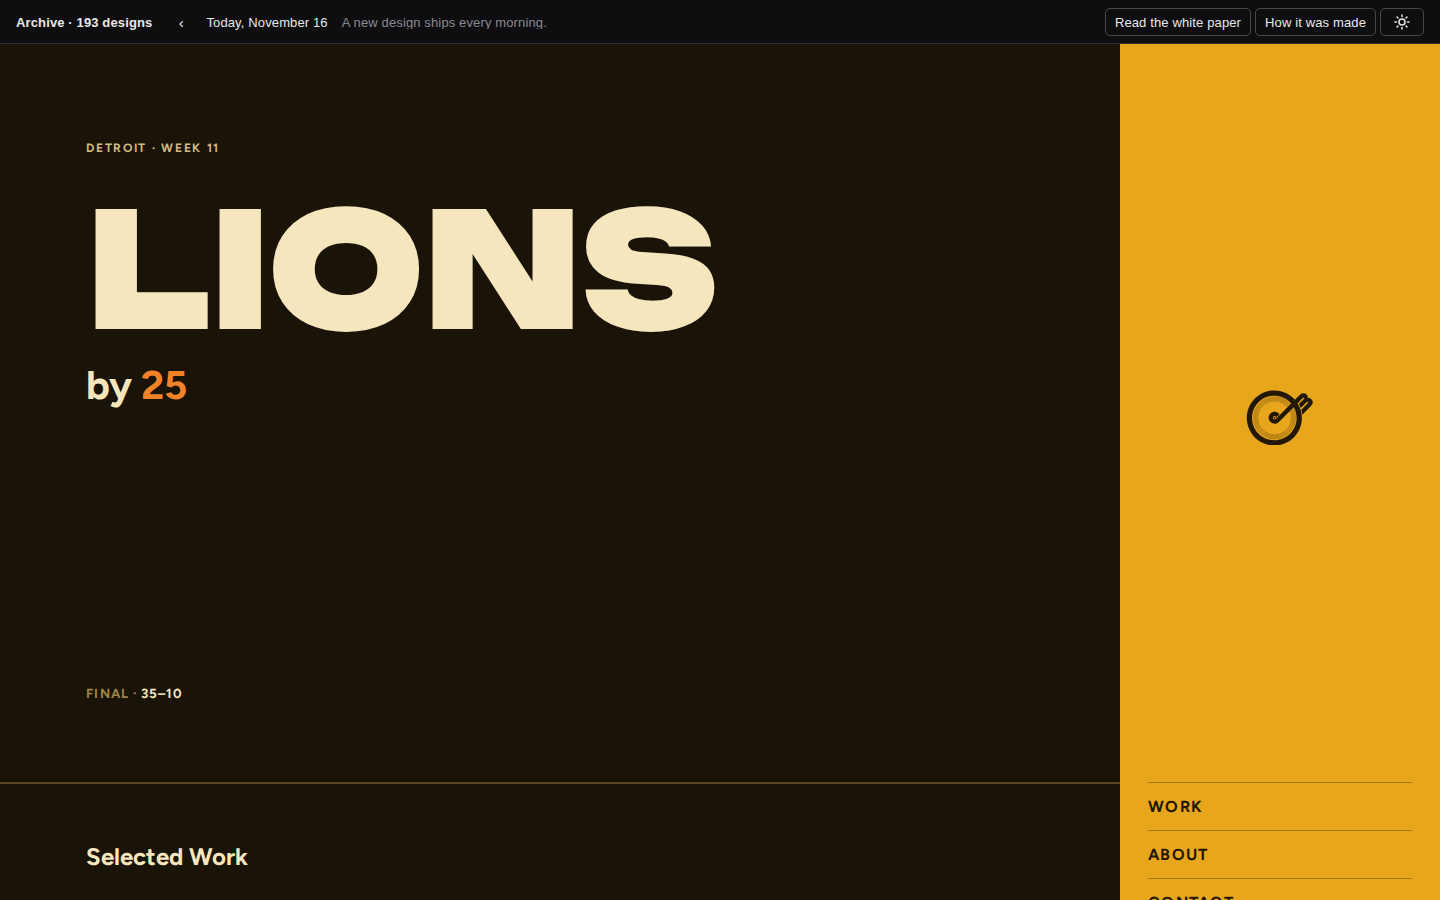 Archive · 193 designs ‹ Today, November 16 A new design ships every morning. Read the white paper How it was made
DETROIT · WEEK 11
LIONS
by 25
FINAL · 35–10
Selected Work
WORK
ABOUT
CONTACT